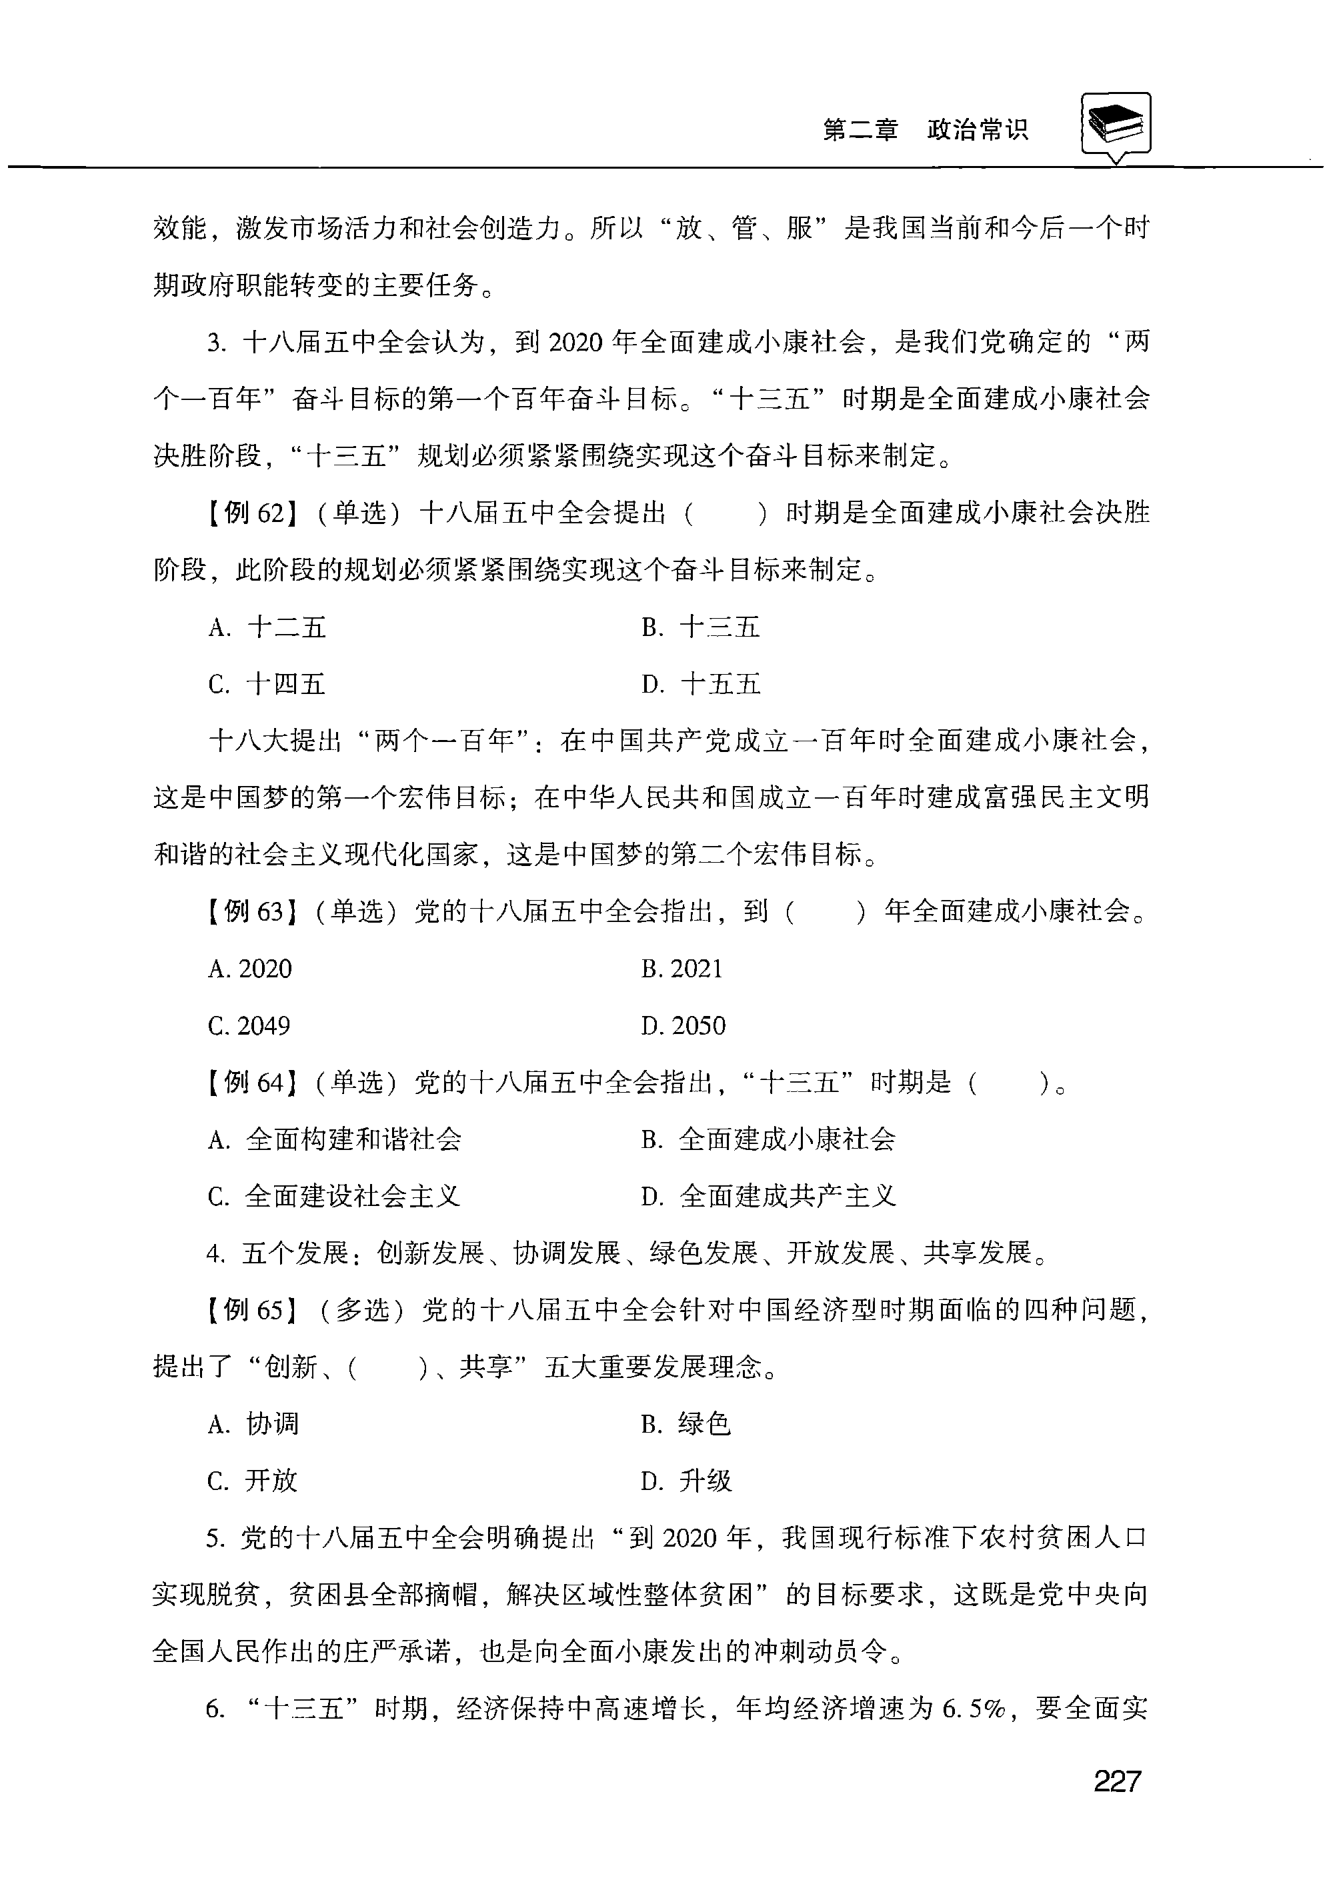 第二章 政治常识
效能，激发市场活力和社会创造力。所以“放、管、服”是我国当前和今后一个时
期政府职能转变的主要任务。
3. 十八届五中全会认为，到 2020 年全面建成小康社会，是我们党确定的“两
个一百年”奋斗目标的第一个百年奋斗目标。“十三五”时期是全面建成小康社会
决胜阶段，“十三五”规划必须紧紧围绕实现这个奋斗目标来制定。
【例 62】（单选）十八届五中全会提出（　　）时期是全面建成小康社会决胜
阶段，此阶段的规划必须紧紧围绕实现这个奋斗目标来制定。
A. 十二五　　B. 十三五
C. 十四五　　D. 十五五
十八大提出“两个一百年”：在中国共产党成立一百年时全面建成小康社会，
这是中国梦的第一个宏伟目标；在中华人民共和国成立一百年时建成富强民主文明
和谐的社会主义现代化国家，这是中国梦的第二个宏伟目标。
【例 63】（单选）党的十八届五中全会指出，到（　　）年全面建成小康社会。
A. 2020　　B. 2021
C. 2049　　D. 2050
【例 64】（单选）党的十八届五中全会指出，“十三五”时期是（　　）。
A. 全面构建和谐社会　　B. 全面建成小康社会
C. 全面建设社会主义　　D. 全面建成共产主义
4. 五个发展：创新发展、协调发展、绿色发展、开放发展、共享发展。
【例 65】（多选）党的十八届五中全会针对中国经济型时期面临的四种问题，
提出了“创新、（　　）、共享”五大重要发展理念。
A. 协调　　B. 绿色
C. 开放　　D. 升级
5. 党的十八届五中全会明确提出“到 2020 年，我国现行标准下农村贫困人口
实现脱贫，贫困县全部摘帽，解决区域性整体贫困”的目标要求，这既是党中央向
全国人民作出的庄严承诺，也是向全面小康发出的冲刺动员令。
6. “十三五”时期，经济保持中高速增长，年均经济增速为 6.5%，要全面实
227